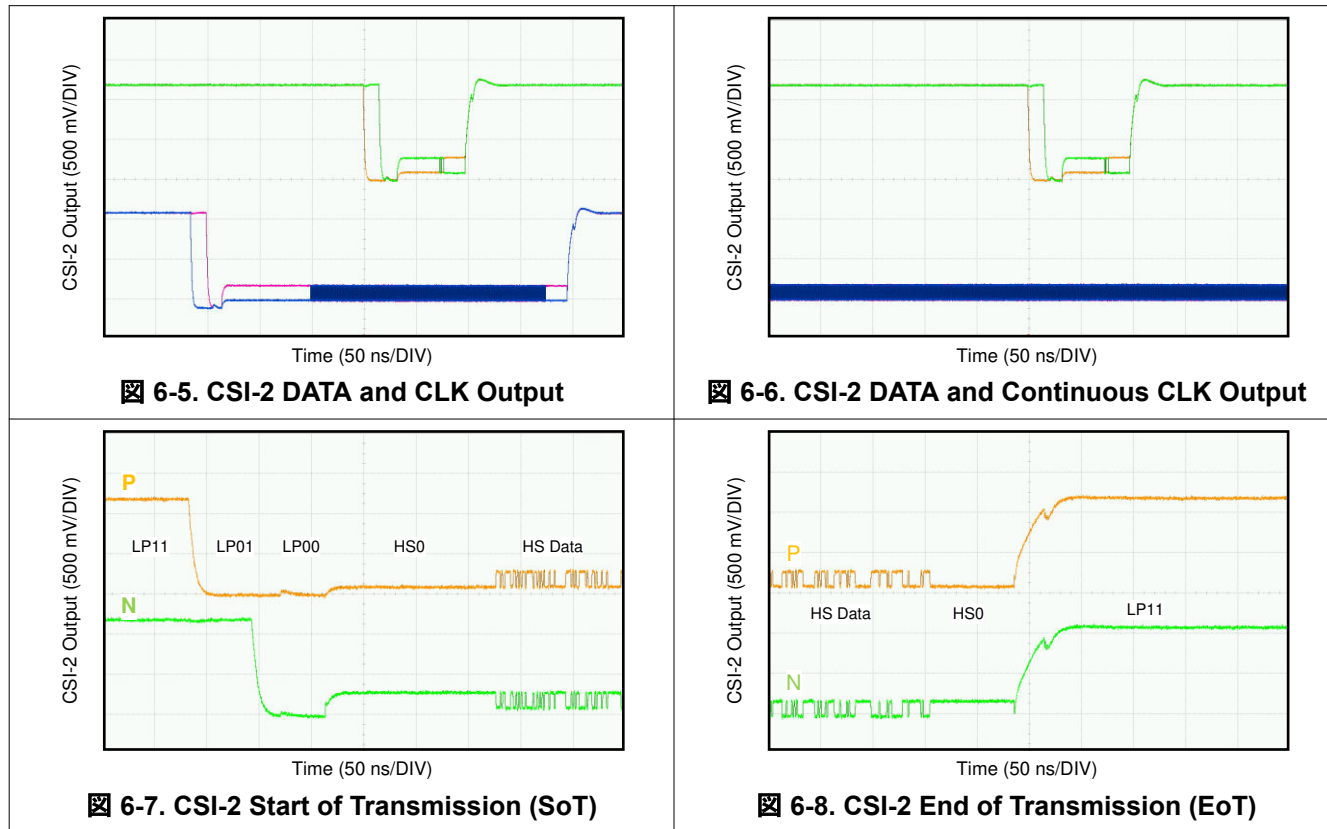 CSI-2 Output (500 mV/DIV)
Time (50 ns/DIV)
図 6-5. CSI-2 DATA and CLK Output
CSI-2 Output (500 mV/DIV)
Time (50 ns/DIV)
図 6-6. CSI-2 DATA and Continuous CLK Output
CSI-2 Output (500 mV/DIV)
P
LP11 LP01 LP00 HS0 HS Data
N
Time (50 ns/DIV)
図 6-7. CSI-2 Start of Transmission (SoT)
CSI-2 Output (500 mV/DIV)
P
HS Data HS0 LP11
N
Time (50 ns/DIV)
図 6-8. CSI-2 End of Transmission (EoT)